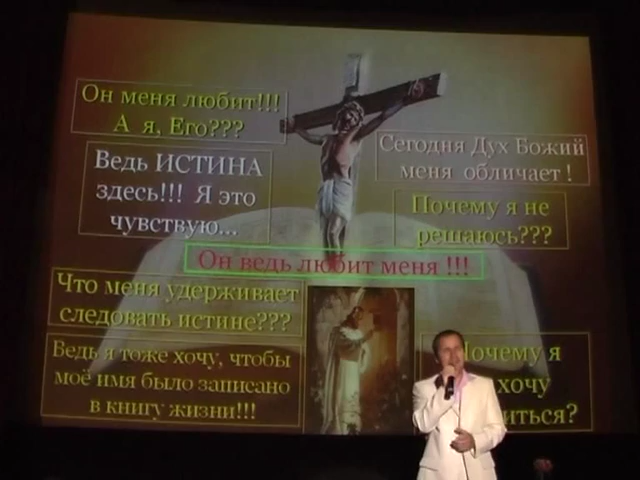 Он меня любит!!!
А я, Его???
Ведь ИСТИНА
здесь!!! Я это
чувствую...
Сегодня Дух Божий
меня обличает !
Почему я не
решаюсь???
Он ведь любит меня !!!
Что меня удерживает
следовать истине???
Ведь я тоже хочу, чтобы
моё имя было записано
в книгу жизни!!!
Почему я
хочу